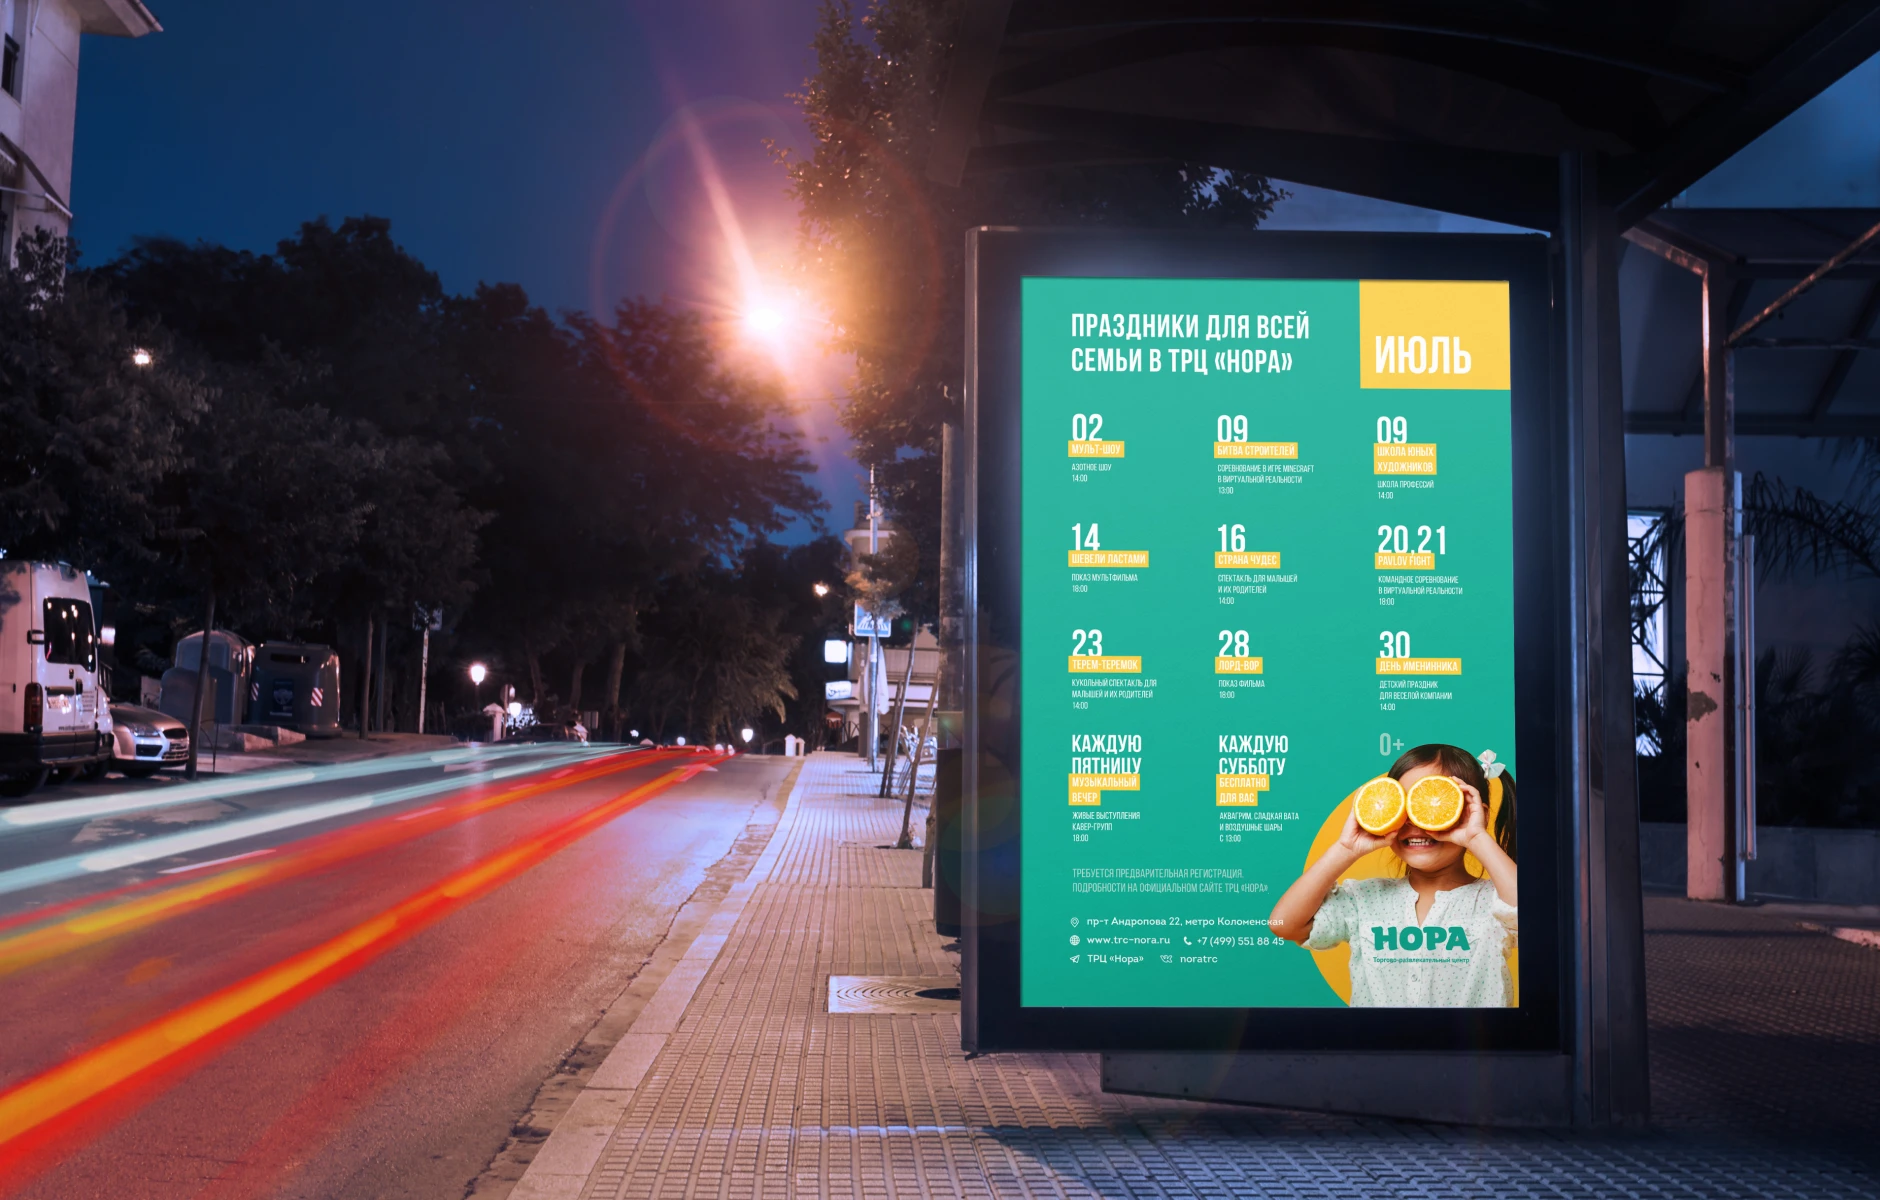 ПРАЗДНИКИ ДЛЯ ВСЕЙ
СЕМЬИ В ТРЦ «НОРА»
ИЮЛЬ
02
МУЛЬТ-ШОУ
АЗОТНОЕ ШОУ
14:00
09
БИТВА СТРОИТЕЛЕЙ
СОРЕВНОВАНИЕ В ИГРЕ MINECRAFT
В ВИРТУАЛЬНОЙ РЕАЛЬНОСТИ
13:00
09
ШКОЛА ЮНЫХ
ХУДОЖНИКОВ
ШКОЛА ПРОФЕССИЙ
14:00
14
ШЕВЕЛИ ЛАСТАМИ
ПОКАЗ МУЛЬТФИЛЬМА
18:00
16
СТРАНА ЧУДЕС
СПЕКТАКЛЬ ДЛЯ МАЛЫШЕЙ
И ИХ РОДИТЕЛЕЙ
14:00
20,21
PAVLOV FIGHT
КОМАНДНОЕ СОРЕВНОВАНИЕ
В ВИРТУАЛЬНОЙ РЕАЛЬНОСТИ
18:00
23
ТЕРЕМ-ТЕРЕМОК
КУКОЛЬНЫЙ СПЕКТАКЛЬ ДЛЯ
МАЛЫШЕЙ И ИХ РОДИТЕЛЕЙ
14:00
28
ЛОРД-ВОР
ПОКАЗ ФИЛЬМА
18:00
30
ДЕНЬ ИМЕНИННИКА
ДЕТСКИЙ ПРАЗДНИК
ДЛЯ ВЕСЕЛОЙ КОМПАНИИ
14:00
КАЖДУЮ
ПЯТНИЦУ
МУЗЫКАЛЬНЫЙ
ВЕЧЕР
ЖИВЫЕ ВЫСТУПЛЕНИЯ
КАВЕР-ГРУПП
18:00
КАЖДУЮ
СУББОТУ
БЕСПЛАТНО
ДЛЯ ВАС
АКВАГРИМ, СЛАДКАЯ ВАТА
И ВОЗДУШНЫЕ ШАРЫ
С 13:00
0+
ТРЕБУЕТСЯ ПРЕДВАРИТЕЛЬНАЯ РЕГИСТРАЦИЯ.
ПОДРОБНОСТИ НА ОФИЦИАЛЬНОМ САЙТЕ ТРЦ «НОРА»
пр-т Андропова 22, метро Коломенская
www.trc-nora.ru +7 (499) 551 88 45
ТРЦ «Нора» noratrc
НОРА
Торгово-развлекательный центр